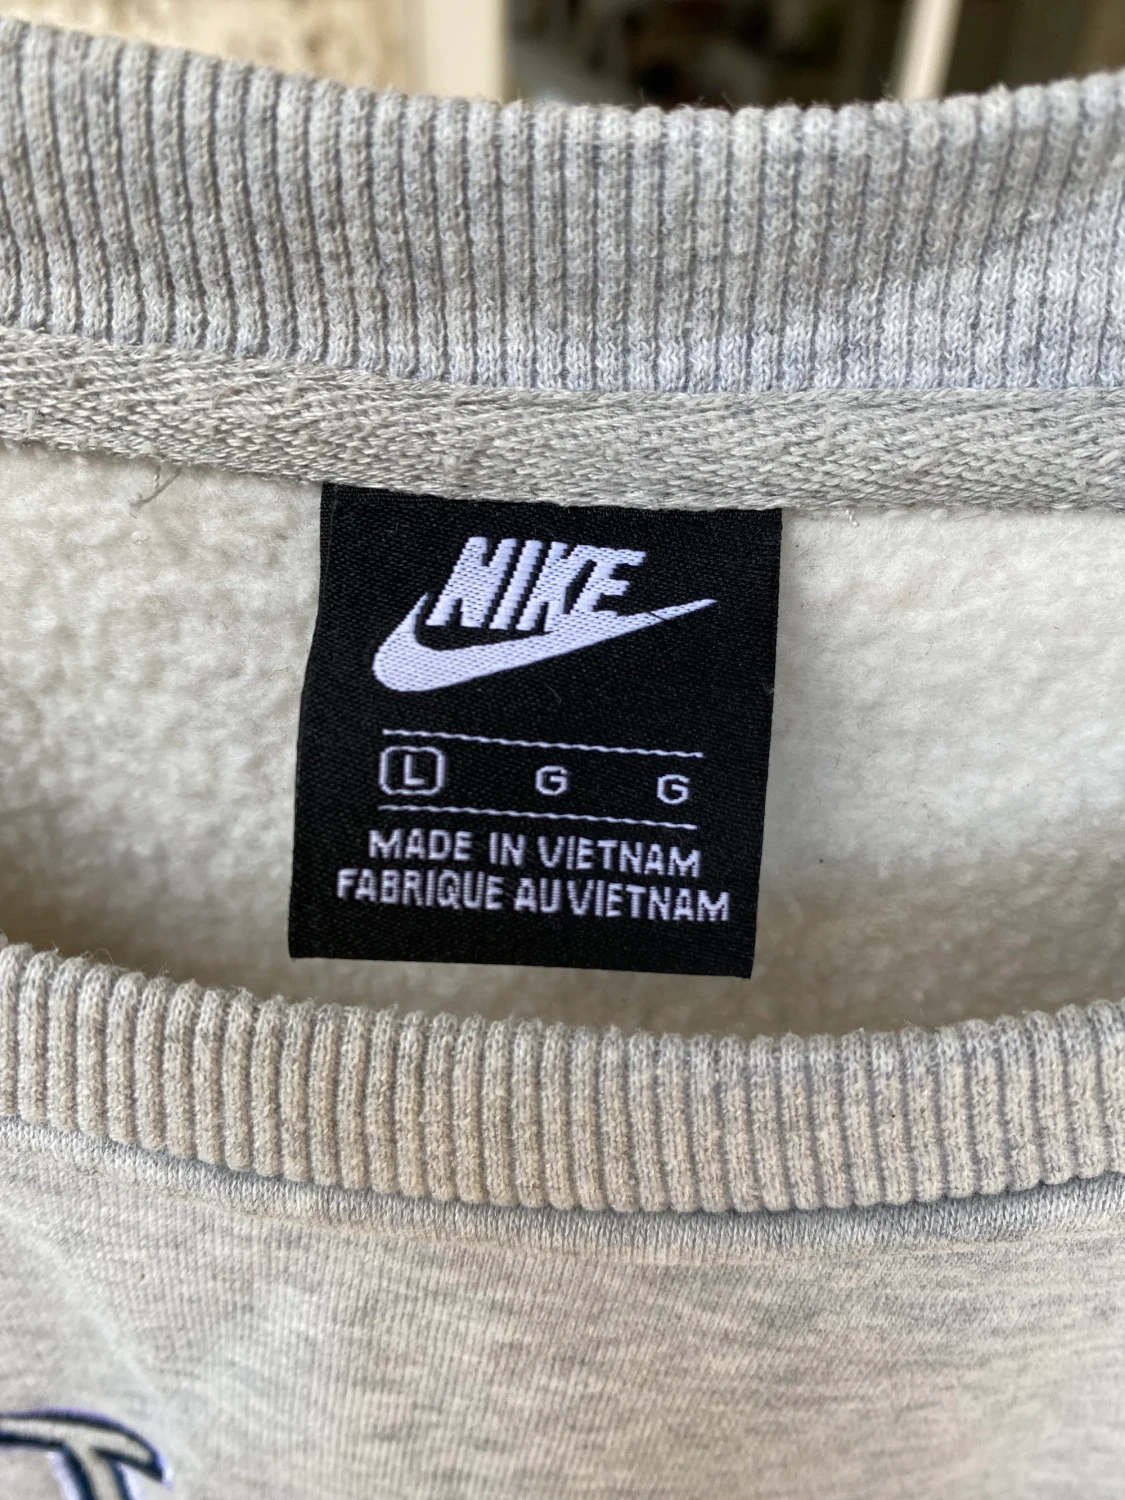 NIKE
L G G
MADE IN VIETNAM
FABRIQUE AU VIETNAM